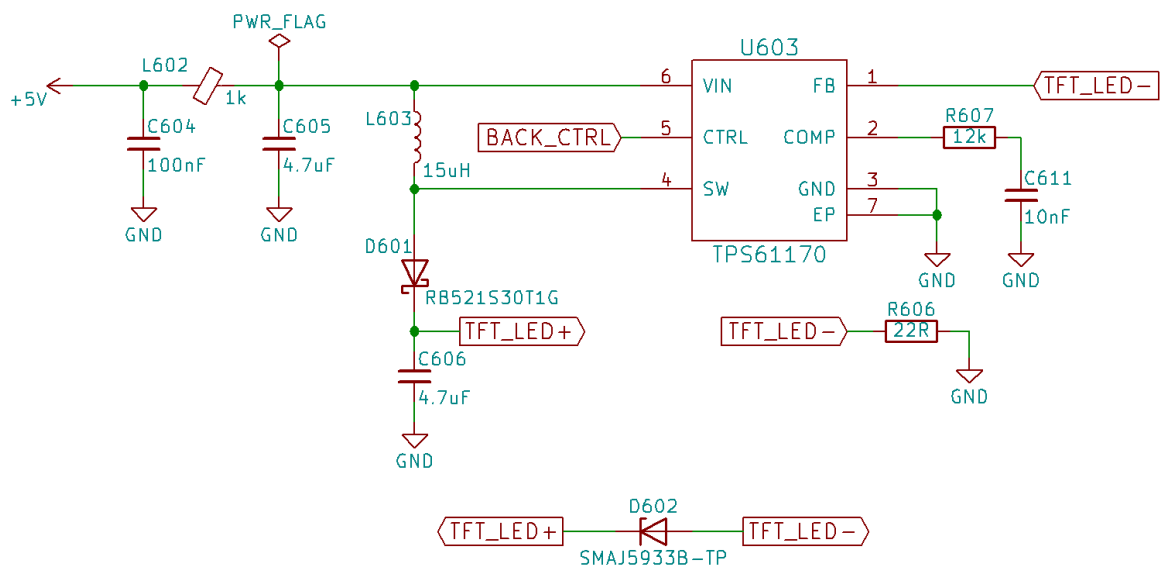 PWR_FLAG
U603
L602
+5V
1k
6
VIN
FB
1
TFT_LED-
C604
100nF
C605
4.7uF
L603
15uH
BACK_CTRL
5
CTRL
COMP
2
R607
12k
4
SW
GND
3
EP
7
C611
10nF
GND
GND
TPS61170
GND
GND
D601
RB521S30T1G
TFT_LED+
TFT_LED-
R606
22R
C606
4.7uF
GND
GND
D602
TFT_LED+
TFT_LED-
SMAJ5933B-TP